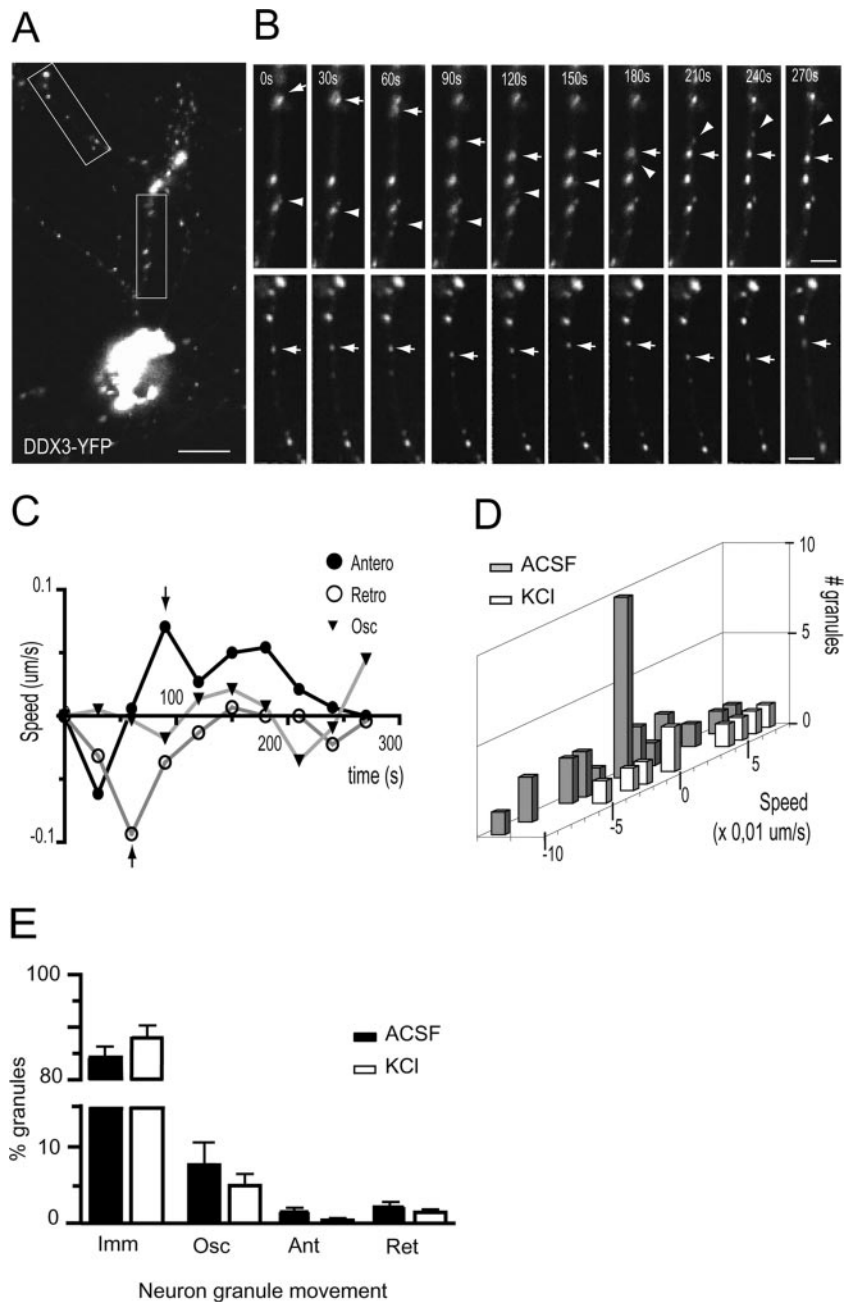 A
B
DDX3-YFP
0s 30s 60s 90s 120s 150s 180s 210s 240s 270s
C
Antero
Retro
Osc
0.1
-0.1
Speed (um/s)
100
200
300
time (s)
D
ACSF
KCl
10
5
0
# granules
-10
-5
0
5
Speed
(x 0,01 um/s)
E
ACSF
KCl
100
80
10
0
% granules
Imm Osc Ant Ret
Neuron granule movement